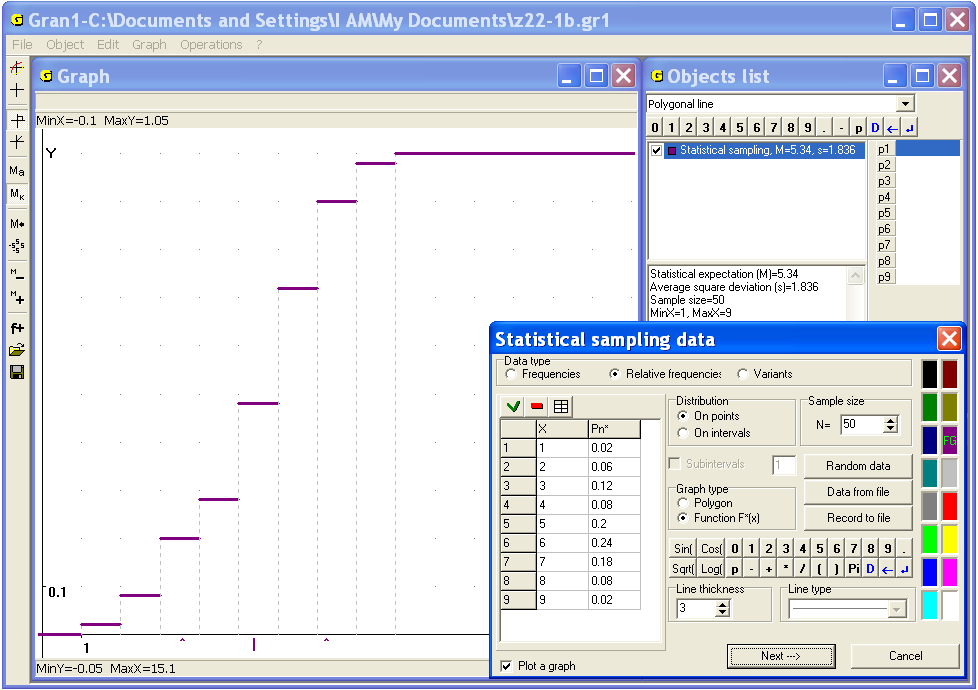 Gran1-C:\Documents and Settings\I AM\My Documents\z22-1b.gr1
File Object Edit Graph Operations ?
Graph
MinX=-0.1 MaxY=1.05
Y
0.1
1
MinY=-0.05 MaxX=15.1
Ma
Mк
M
M
M
f+
Objects list
Polygonal line
0 1 2 3 4 5 6 7 8 9 . - p D ← ↵
Statistical sampling, M=5.34, s=1.836
p1
p2
p3
p4
p5
p6
p7
p8
p9
Statistical expectation (M)=5.34
Average square deviation (s)=1.836
Sample size=50
MinX=1, MaxX=9
Statistical sampling data
Data type
Frequencies Relative frequencies Variants
X Pn*
1 1 0.02
2 2 0.06
3 3 0.12
4 4 0.08
5 5 0.2
6 6 0.24
7 7 0.18
8 8 0.08
9 9 0.02
Plot a graph
Distribution
On points
On intervals
Sample size
N= 50
Subintervals 1
Random data
Data from file
Record to file
Graph type
Polygon
Function F*(x)
Sin( Cos( 0 1 2 3 4 5 6 7 8 9 .
Sqrt( Log( p - + * / ( ) Pi D ← ↵
Line thickness
3
Line type
FG
Next --->
Cancel